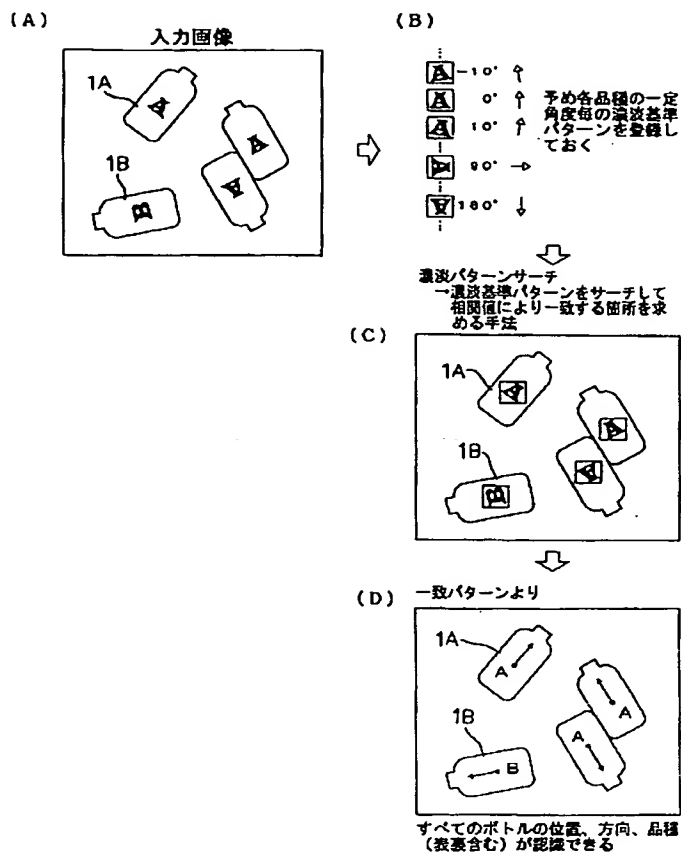 (A)
入力画像
1A
A
A
A
1B
B
(B)
A -10° ↑
A 0° ↑
A 10° ↑
A 90° →
A 180° ↓
予め各品種の一定
角度毎の濃淡基準
パターンを登録し
ておく
濃淡パターンサーチ
→濃淡基準パターンをサーチして
相関値により一致する箇所を求
める手法
(C)
1A
A
A
A
1B
B
(D)
一致パターンより
1A
A
A
A
1B
B
すべてのボトルの位置、方向、品種
(表裏含む)が認識できる